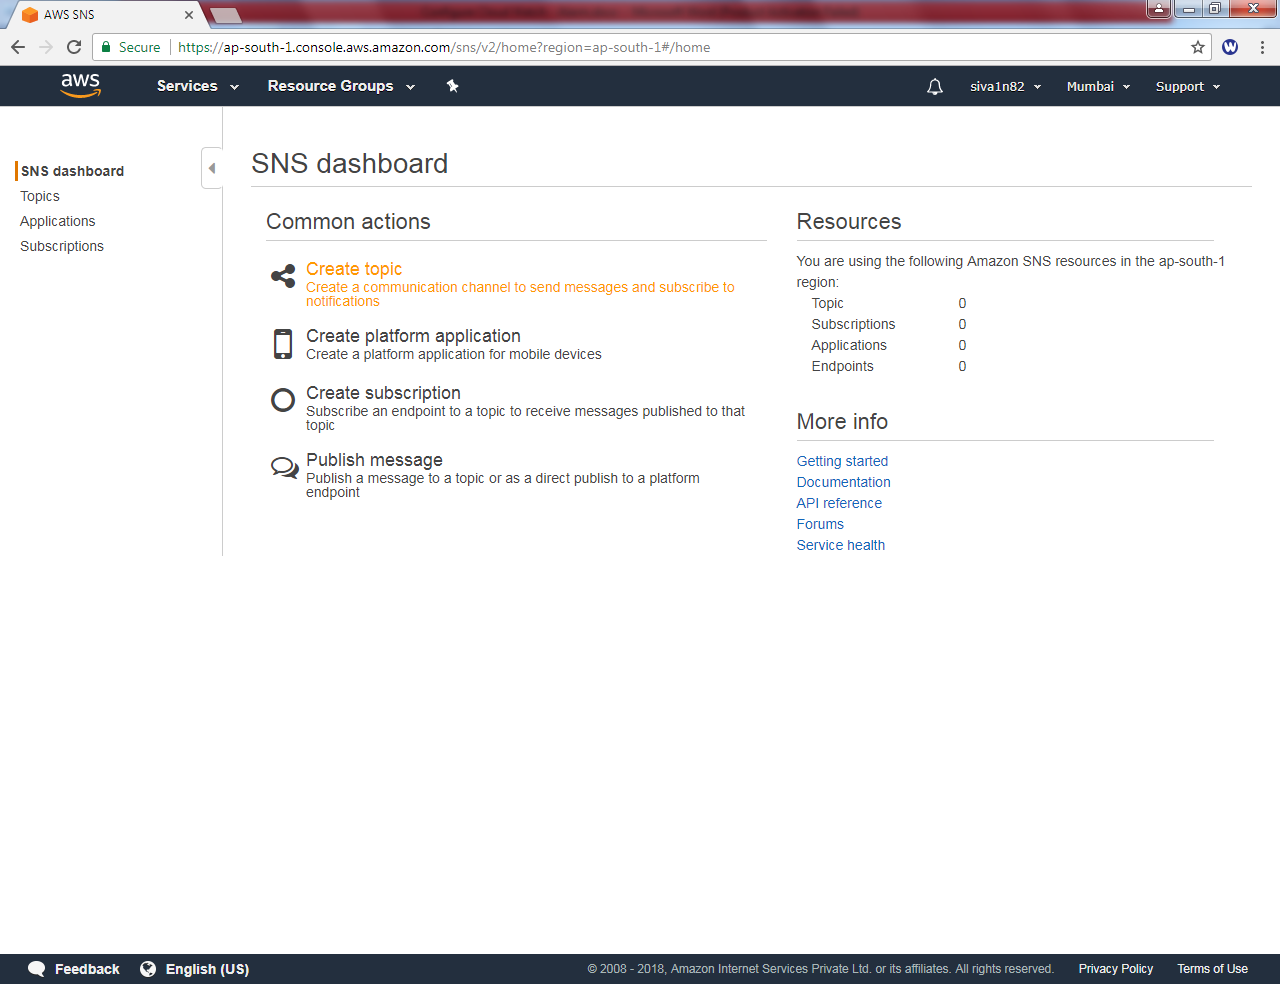 AWS SNS
Secure https://ap-south-1.console.aws.amazon.com/sns/v2/home?region=ap-south-1#/home
W
aws Services Resource Groups siva1n82 Mumbai Support
SNS dashboard
Topics
Applications
Subscriptions
SNS dashboard
Common actions
Create topic
Create a communication channel to send messages and subscribe to
notifications
Create platform application
Create a platform application for mobile devices
Create subscription
Subscribe an endpoint to a topic to receive messages published to that
topic
Publish message
Publish a message to a topic or as a direct publish to a platform
endpoint
Resources
You are using the following Amazon SNS resources in the ap-south-1
region:
Topic 0
Subscriptions 0
Applications 0
Endpoints 0
More info
Getting started
Documentation
API reference
Forums
Service health
Feedback English (US) © 2008 - 2018, Amazon Internet Services Private Ltd. or its affiliates. All rights reserved. Privacy Policy Terms of Use